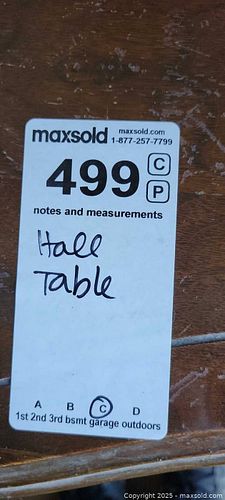 maxsold maxsold.com
1-877-257-7799
499 C
P
notes and measurements
Hall
Table
A B C D
1st 2nd 3rd bsmt garage outdoors
Copyright 2025 - maxsold.com